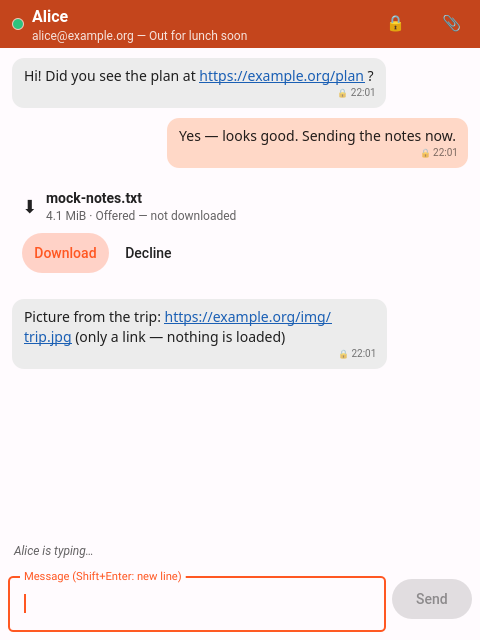 Alice
alice@example.org — Out for lunch soon
Hi! Did you see the plan at https://example.org/plan ?
22:01
Yes — looks good. Sending the notes now.
22:01
mock-notes.txt
4.1 MiB · Offered — not downloaded
Download
Decline
Picture from the trip: https://example.org/img/
trip.jpg (only a link — nothing is loaded)
22:01
Alice is typing…
Message (Shift+Enter: new line)
Send